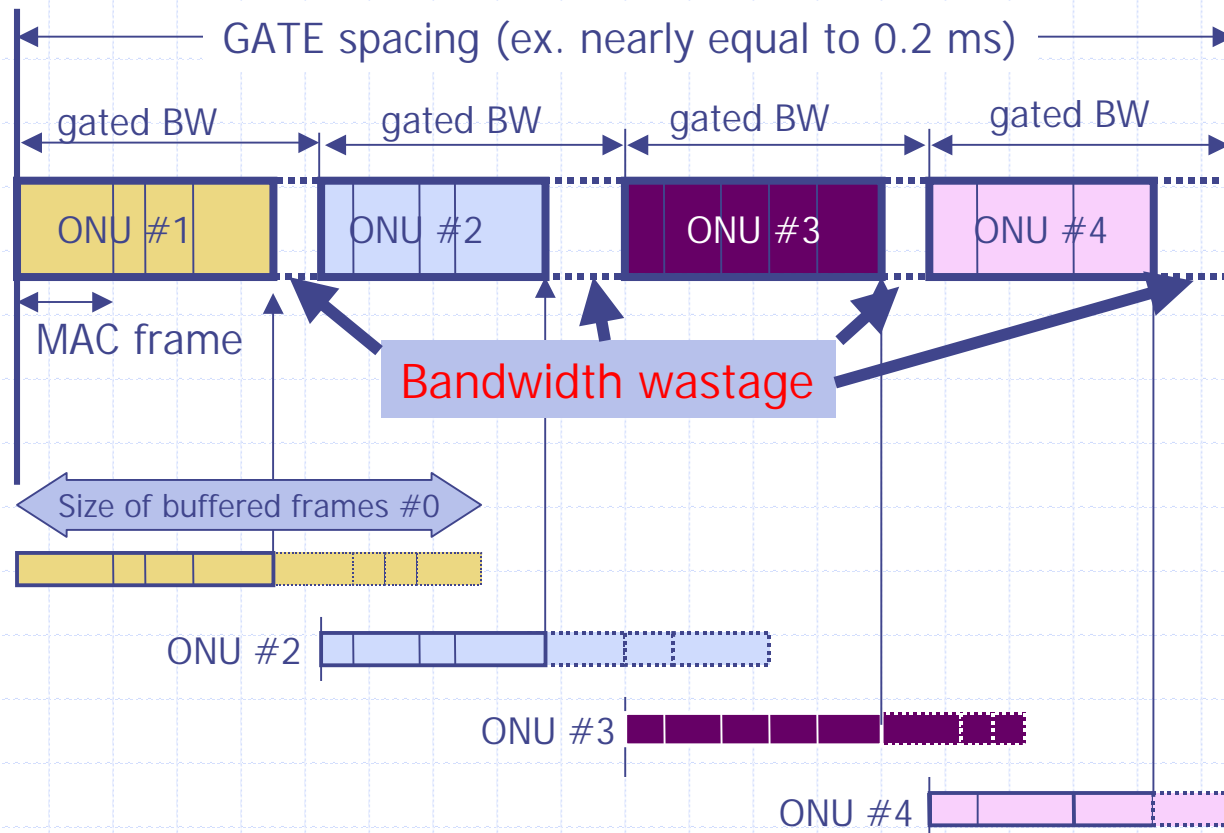 GATE spacing (ex. nearly equal to 0.2 ms)
gated BW
gated BW
gated BW
gated BW
ONU #1
ONU #2
ONU #3
ONU #4
MAC frame
Bandwidth wastage
Size of buffered frames #0
ONU #2
ONU #3
ONU #4